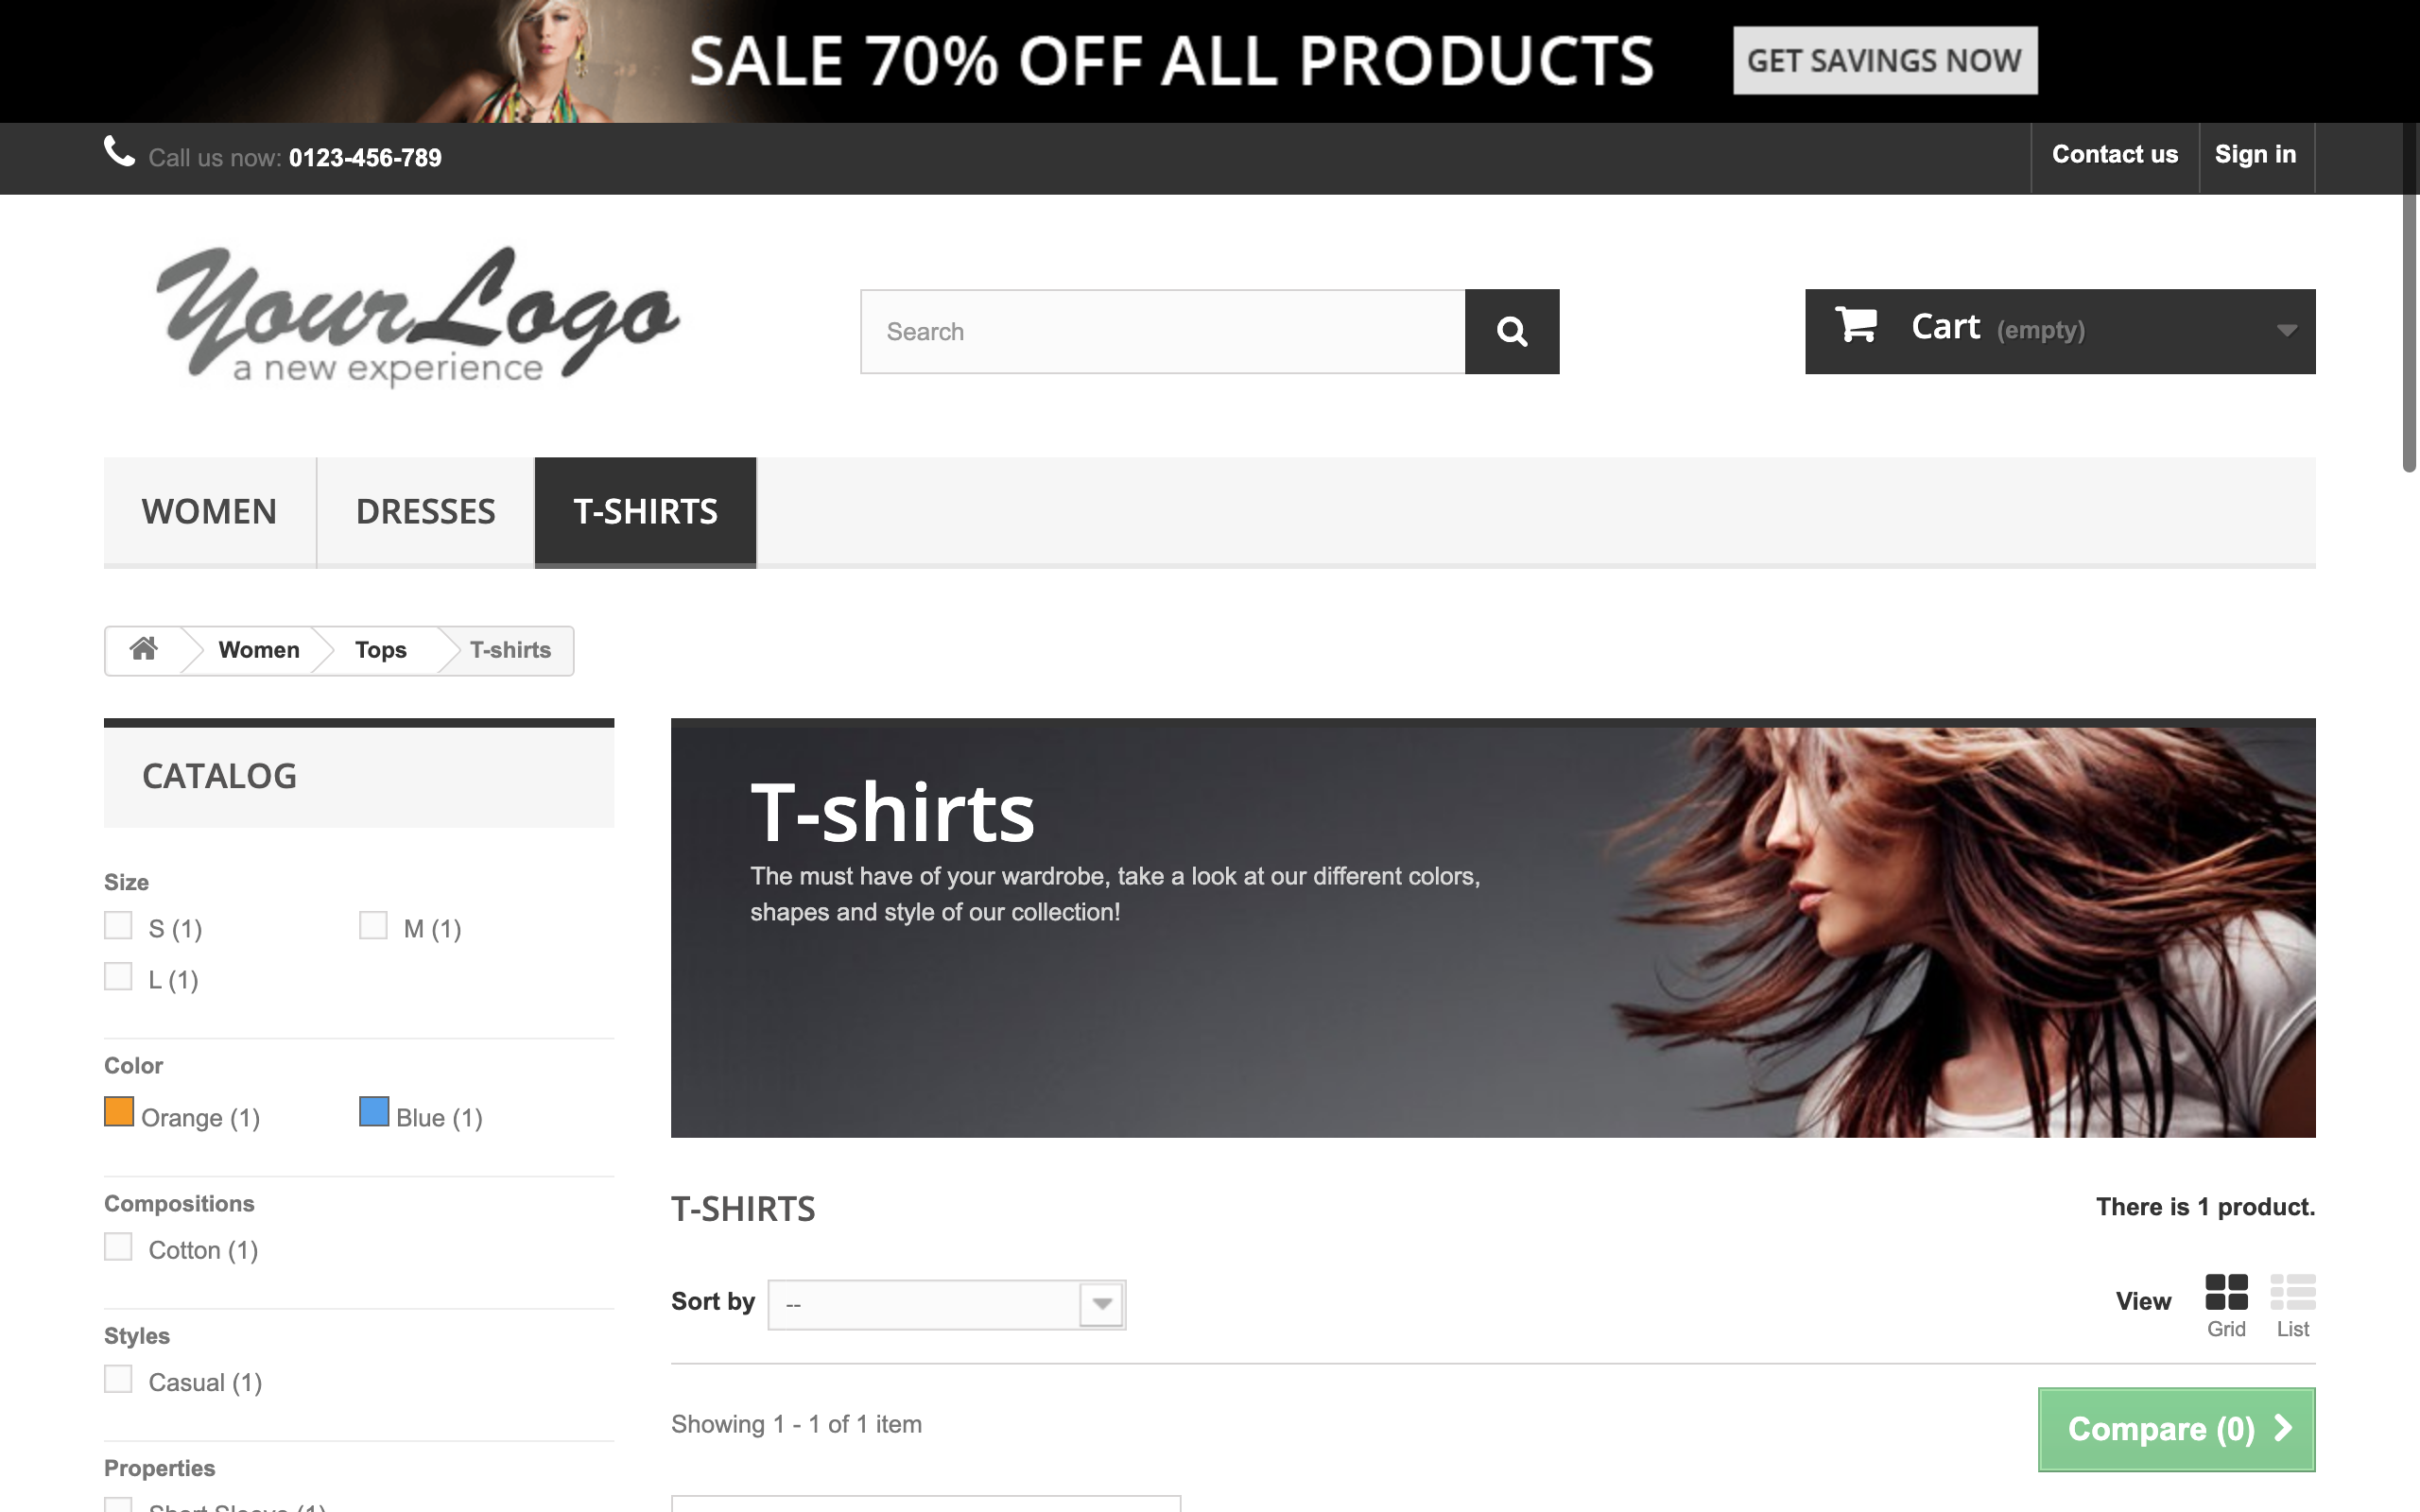 SALE 70% OFF ALL PRODUCTS
GET SAVINGS NOW
Call us now: 0123-456-789
Contact us
Sign in
YourLogo
a new experience
Search
Cart (empty)
WOMEN
DRESSES
T-SHIRTS
Women
Tops
T-shirts
CATALOG
Size
S (1)
M (1)
L (1)
Color
Orange (1)
Blue (1)
Compositions
Cotton (1)
Styles
Casual (1)
Properties
Short Sleeve (1)
T-shirts
The must have of your wardrobe, take a look at our different colors,
shapes and style of our collection!
T-SHIRTS
There is 1 product.
Sort by
--
View
Grid
List
Showing 1 - 1 of 1 item
Compare (0)